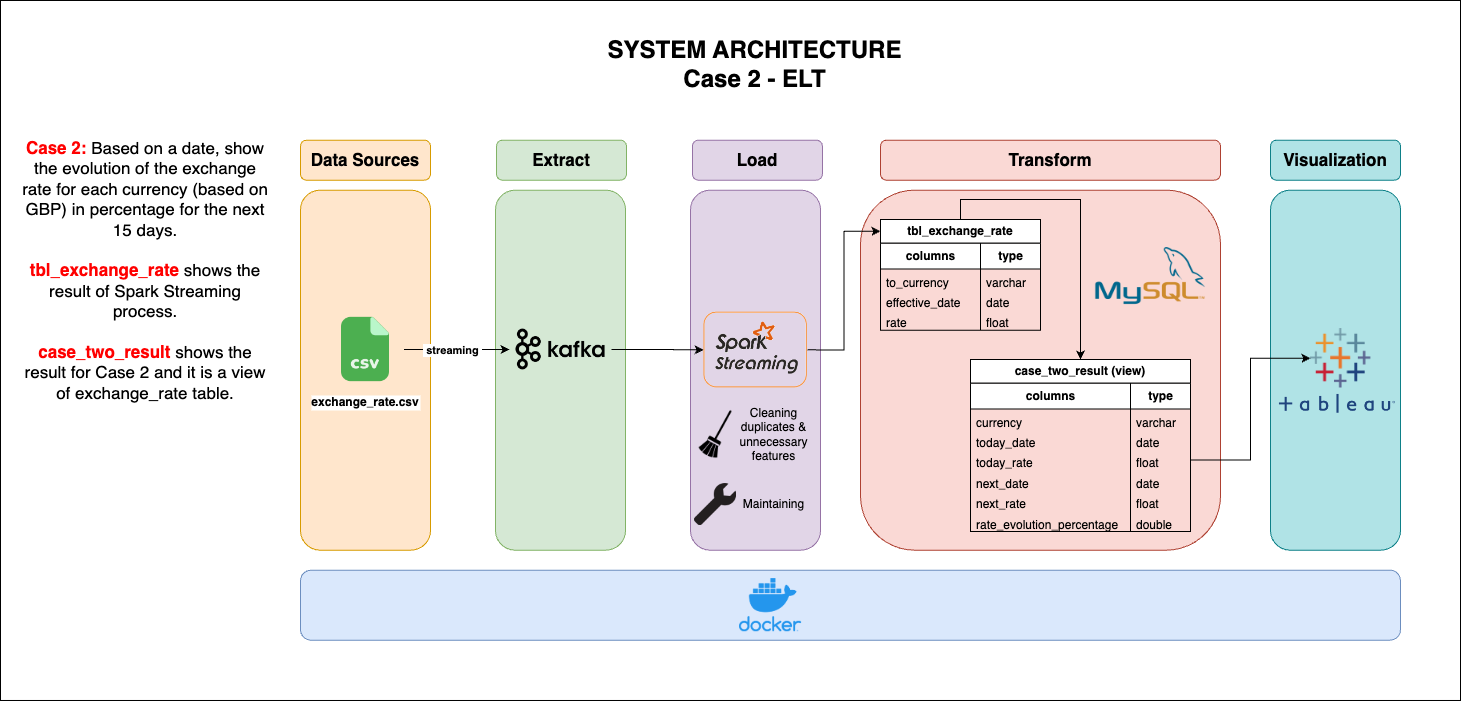 SYSTEM ARCHITECTURE
Case 2 - ELT
Case 2: Based on a date, show
the evolution of the exchange
rate for each currency (based on
GBP) in percentage for the next
15 days.
tbl_exchange_rate shows the
result of Spark Streaming
process.
case_two_result shows the
result for Case 2 and it is a view
of exchange_rate table.
Data Sources
CSV
exchange_rate.csv
streaming
Extract
kafka
Load
Spark
Streaming
Cleaning
duplicates &
unnecessary
features
Maintaining
Transform
tbl_exchange_rate
columns type
to_currency varchar
effective_date date
rate float
MySQL
case_two_result (view)
columns type
currency varchar
today_date date
today_rate float
next_date date
next_rate float
rate_evolution_percentage double
Visualization
+ableau
docker